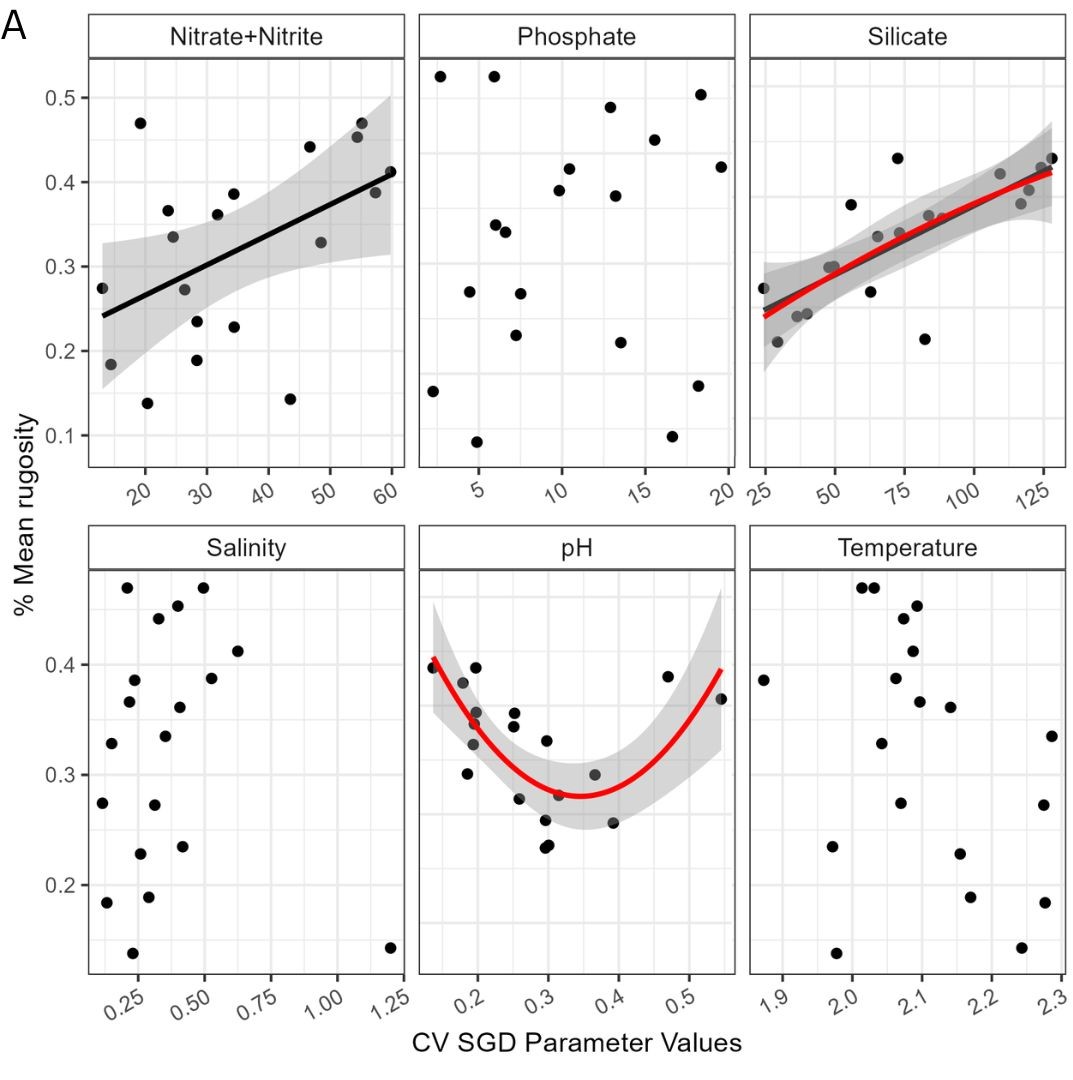 A
Nitrate+Nitrite Phosphate Silicate
0.5
0.4
0.3
0.2
0.1
20 30 40 50 60 5 10 15 20 25 50 75 100 125
% Mean rugosity
Salinity pH Temperature
0.4
0.3
0.2
0.25 0.50 0.75 1.00 1.25 0.2 0.3 0.4 0.5 1.9 2.0 2.1 2.2 2.3
CV SGD Parameter Values